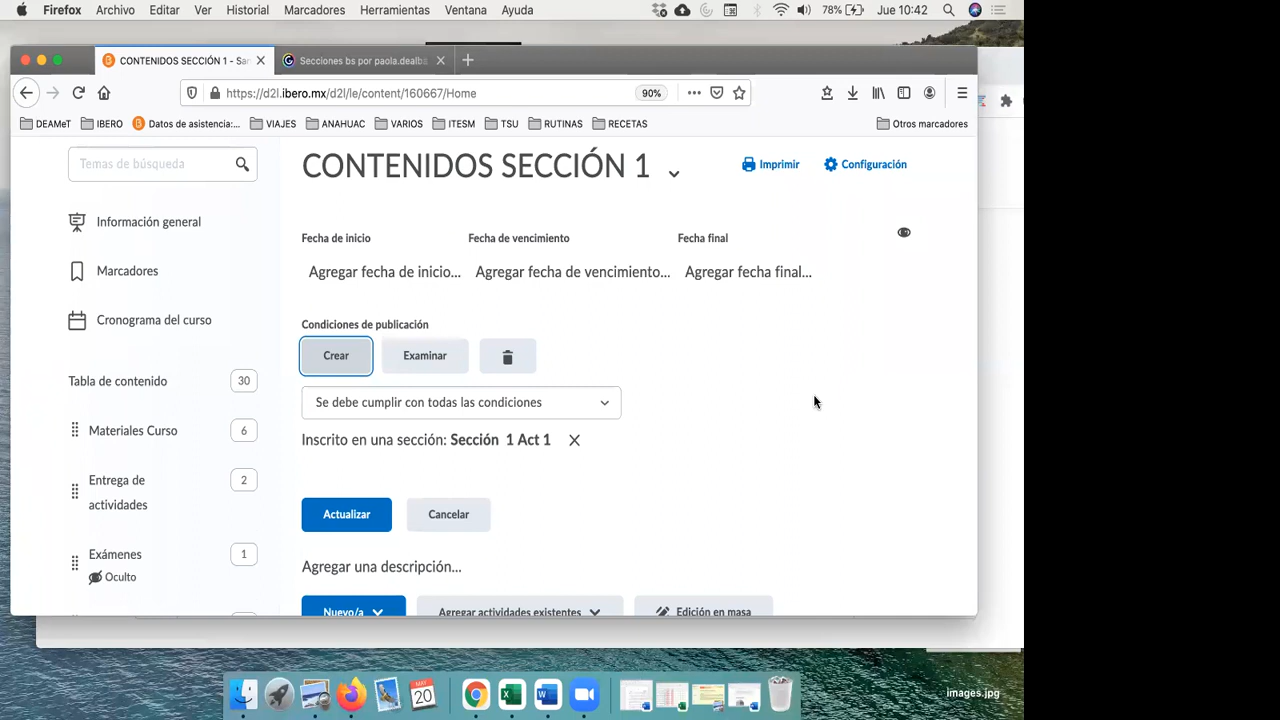 Firefox Archivo Editar Ver Historial Marcadores Herramientas Ventana Ayuda 78% Jue 10:42
CONTENIDOS SECCIÓN 1 - San
Secciones bs por paola.dealba
https://d2l.ibero.mx/d2l/le/content/160667/Home 90%
DEAMeT IBERO Datos de asistencia:... VIAJES ANAHUAC VARIOS ITESM TSU RUTINAS RECETAS Otros marcadores
Temas de búsqueda
CONTENIDOS SECCIÓN 1
Imprimir Configuración
Información general
Fecha de inicio Fecha de vencimiento Fecha final
Marcadores
Agregar fecha de inicio... Agregar fecha de vencimiento... Agregar fecha final...
Cronograma del curso
Condiciones de publicación
Crear Examinar
Tabla de contenido 30
Se debe cumplir con todas las condiciones
Materiales Curso 6
Inscrito en una sección: Sección 1 Act 1
Entrega de
actividades 2
Actualizar Cancelar
Exámenes 1
Oculto
Agregar una descripción...
Nuevo/a Agregar actividades existentes Edición en masa
MAY
20
images.jpg